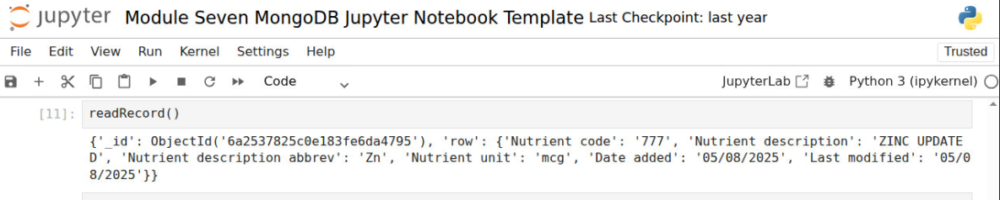 jupyter Module Seven MongoDB Jupyter Notebook Template Last Checkpoint: last year
File Edit View Run Kernel Settings Help Trusted
Code JupyterLab Python 3 (ipykernel)
[11]: readRecord()
{'_id': ObjectId('6a2537825c0e183fe6da4795'), 'row': {'Nutrient code': '777', 'Nutrient description': 'ZINC UPDATE
D', 'Nutrient description abbrev': 'Zn', 'Nutrient unit': 'mcg', 'Date added': '05/08/2025', 'Last modified': '05/0
8/2025'}}